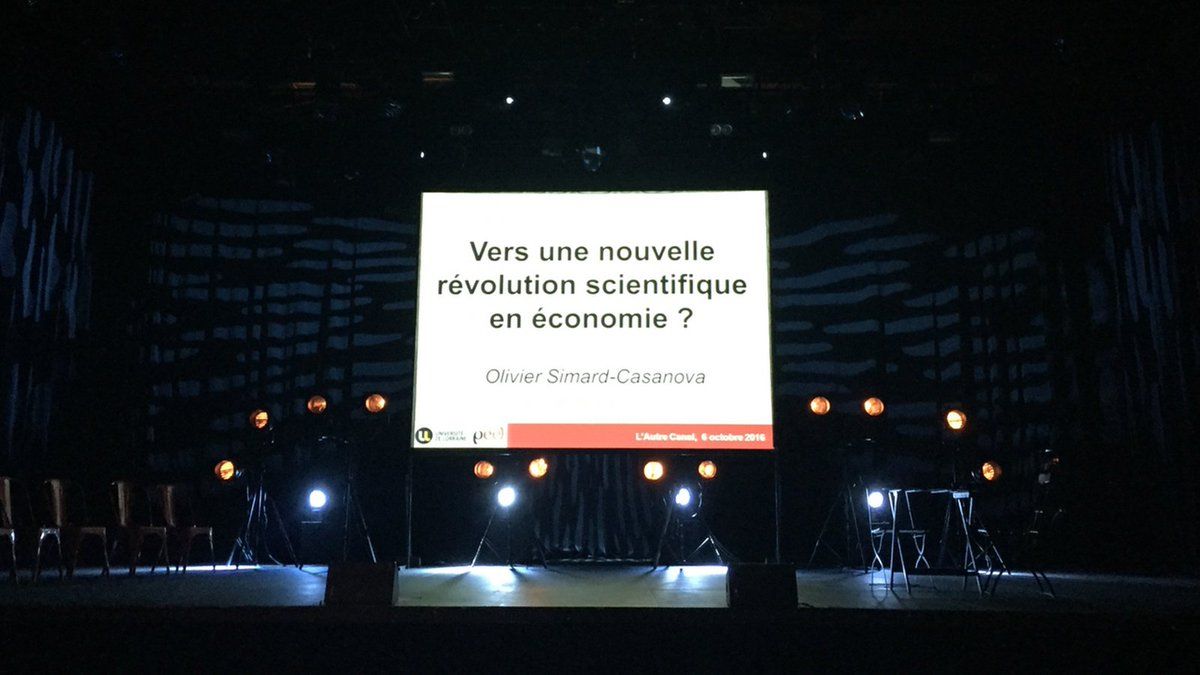 Vers une nouvelle
révolution scientifique
en économie ?
Olivier Simard-Casanova
UNIVERSITÉ
DE LORRAINE
peel
L'Autre Canal, 6 octobre 2016